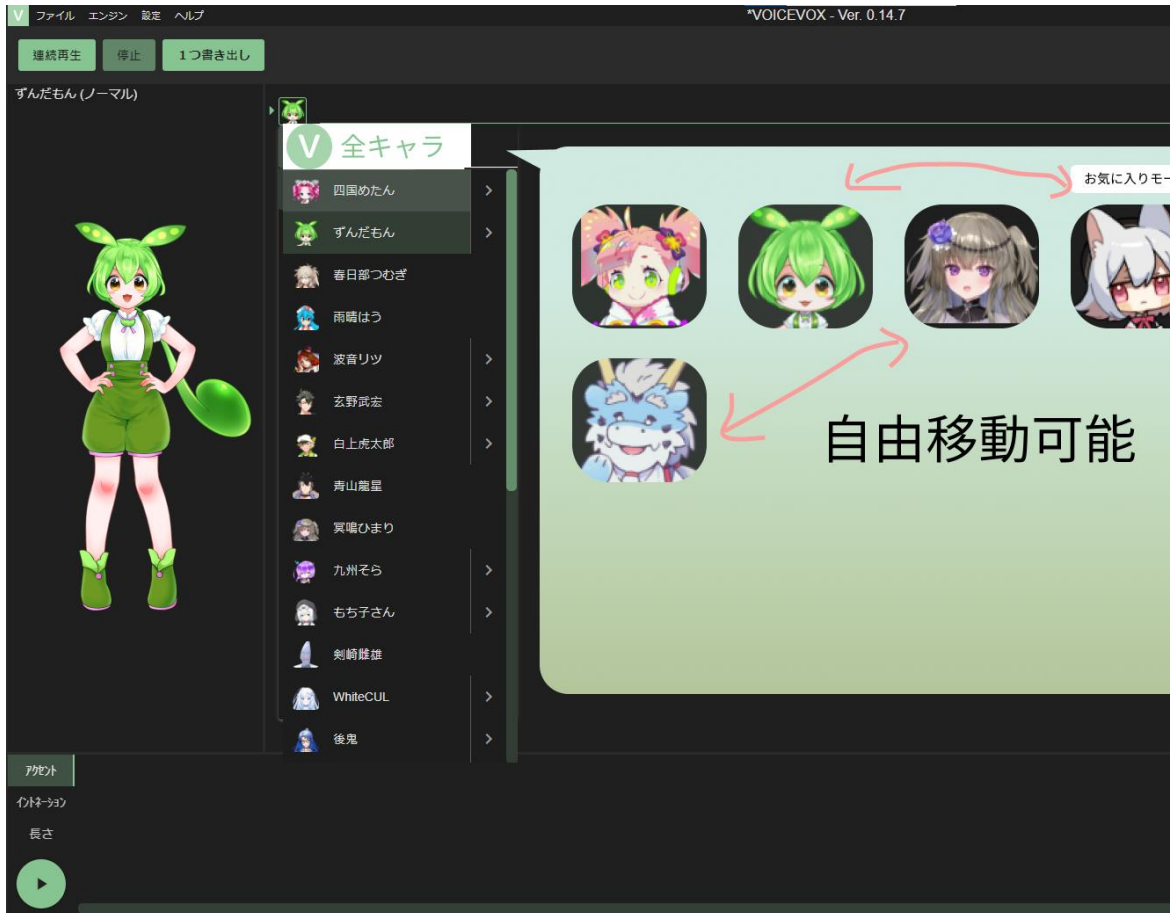 V ファイル エンジン 設定 ヘルプ
*VOICEVOX - Ver. 0.14.7
連続再生 停止 1つ書き出し
ずんだもん (ノーマル)
V 全キャラ
お気に入りモー
四国めたん
ずんだもん
春日部つむぎ
雨晴はう
波音リツ
玄野武宏
白上虎太郎
青山龍星
冥鳴ひまり
九州そら
もち子さん
剣崎雌雄
WhiteCUL
後鬼
自由移動可能
アクセント
イントネーション
長さ